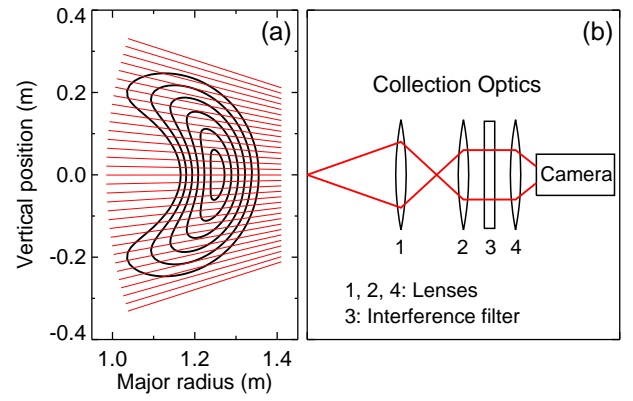 (a)
Vertical position (m)
0.4
0.2
0.0
-0.2
-0.4
1.0 1.2 1.4
Major radius (m)
(b)
Collection Optics
Camera
1 2 3 4
1, 2, 4: Lenses
3: Interference filter